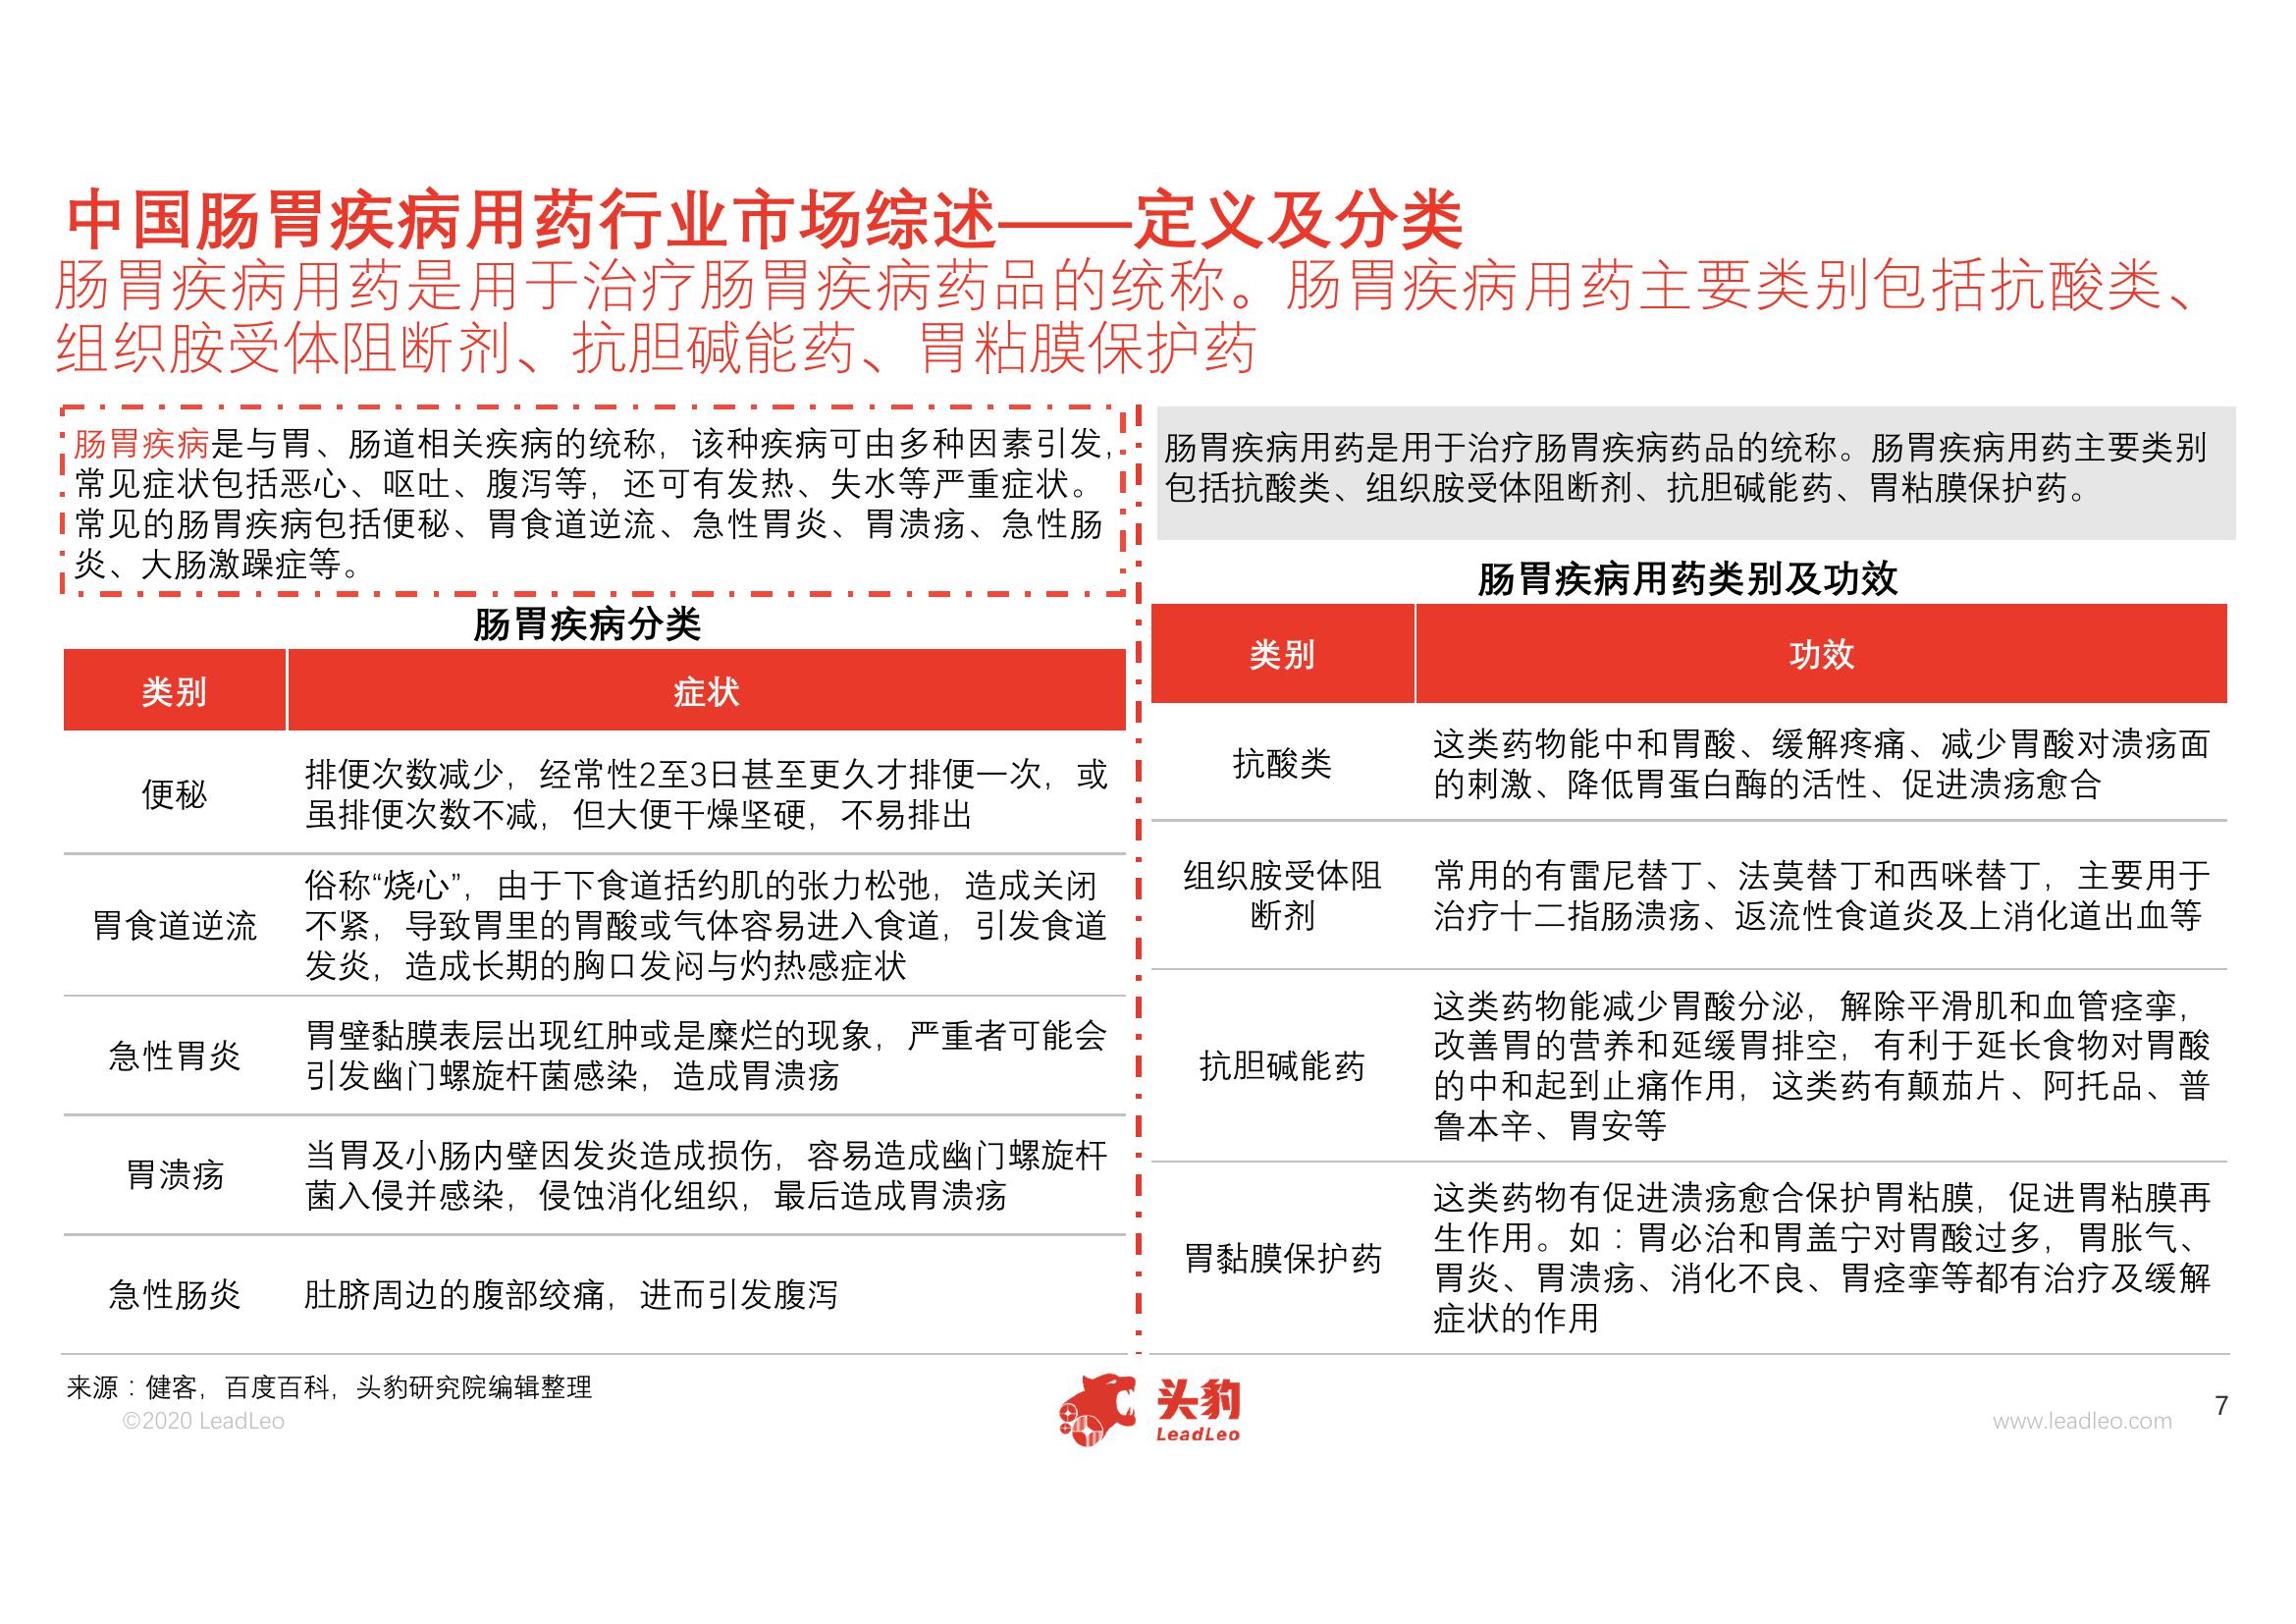 中国肠胃疾病用药行业市场综述——定义及分类
肠胃疾病用药是用于治疗肠胃疾病药品的统称。肠胃疾病用药主要类别包括抗酸类、
组织胺受体阻断剂、抗胆碱能药、胃粘膜保护药
肠胃疾病是与胃、肠道相关疾病的统称，该种疾病可由多种因素引发，
常见症状包括恶心、呕吐、腹泻等，还可有发热、失水等严重症状。
常见的肠胃疾病包括便秘、胃食道逆流、急性胃炎、胃溃疡、急性肠
炎、大肠激躁症等。
肠胃疾病分类
类别
症状
便秘
排便次数减少，经常性2至3日甚至更久才排便一次，或
虽排便次数不减，但大便干燥坚硬，不易排出
胃食道逆流
俗称“烧心”，由于下食道括约肌的张力松弛，造成关闭
不紧，导致胃里的胃酸或气体容易进入食道，引发食道
发炎，造成长期的胸口发闷与灼热感症状
急性胃炎
胃壁黏膜表层出现红肿或是糜烂的现象，严重者可能会
引发幽门螺旋杆菌感染，造成胃溃疡
胃溃疡
当胃及小肠内壁因发炎造成损伤，容易造成幽门螺旋杆
菌入侵并感染，侵蚀消化组织，最后造成胃溃疡
急性肠炎
肚脐周边的腹部绞痛，进而引发腹泻
肠胃疾病用药是用于治疗肠胃疾病药品的统称。肠胃疾病用药主要类别
包括抗酸类、组织胺受体阻断剂、抗胆碱能药、胃粘膜保护药。
肠胃疾病用药类别及功效
类别
功效
抗酸类
这类药物能中和胃酸、缓解疼痛、减少胃酸对溃疡面
的刺激、降低胃蛋白酶的活性、促进溃疡愈合
组织胺受体阻
断剂
常用的有雷尼替丁、法莫替丁和西咪替丁，主要用于
治疗十二指肠溃疡、返流性食道炎及上消化道出血等
抗胆碱能药
这类药物能减少胃酸分泌，解除平滑肌和血管痉挛，
改善胃的营养和延缓胃排空，有利于延长食物对胃酸
的中和起到止痛作用，这类药有颠茄片、阿托品、普
鲁本辛、胃安等
胃黏膜保护药
这类药物有促进溃疡愈合保护胃粘膜，促进胃粘膜再
生作用。如：胃必治和胃盖宁对胃酸过多，胃胀气、
胃炎、胃溃疡、消化不良、胃痉挛等都有治疗及缓解
症状的作用
来源：健客，百度百科，头豹研究院编辑整理
©2020 LeadLeo
头豹
LeadLeo
www.leadleo.com
7